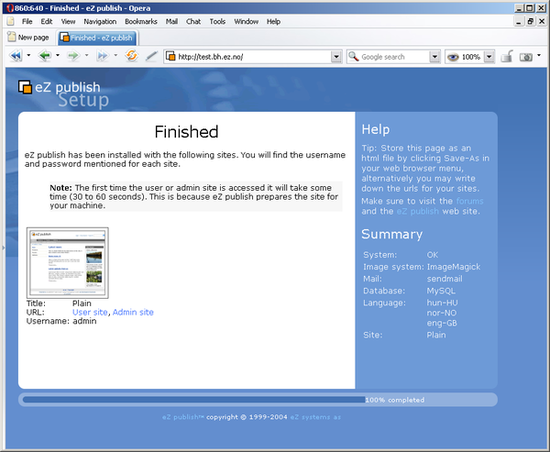 860:640 - Finished - eZ publish - Opera
File Edit View Navigation Bookmarks Mail Chat Tools Window Help
New page
Finished - eZ publish
http://test.bh.ez.no/
Google search
100%
eZ publish
Setup
Finished
eZ publish has been installed with the following sites. You will find the username
and password mentioned for each site.
Note: The first time the user or admin site is accessed it will take some
time (30 to 60 seconds). This is because eZ publish prepares the site for
your machine.
Title: Plain
URL: User site, Admin site
Username: admin
Help
Tip: Store this page as an
html file by clicking Save-As in
your web browser menu,
alternatively you may write
down the urls for your sites.
Make sure to visit the forums
and the eZ publish web site.
Summary
System: OK
Image system: ImageMagick
Mail: sendmail
Database: MySQL
Language: hun-HU
nor-NO
eng-GB
Site: Plain
100% completed
eZ publish™ copyright © 1999-2004 eZ systems as